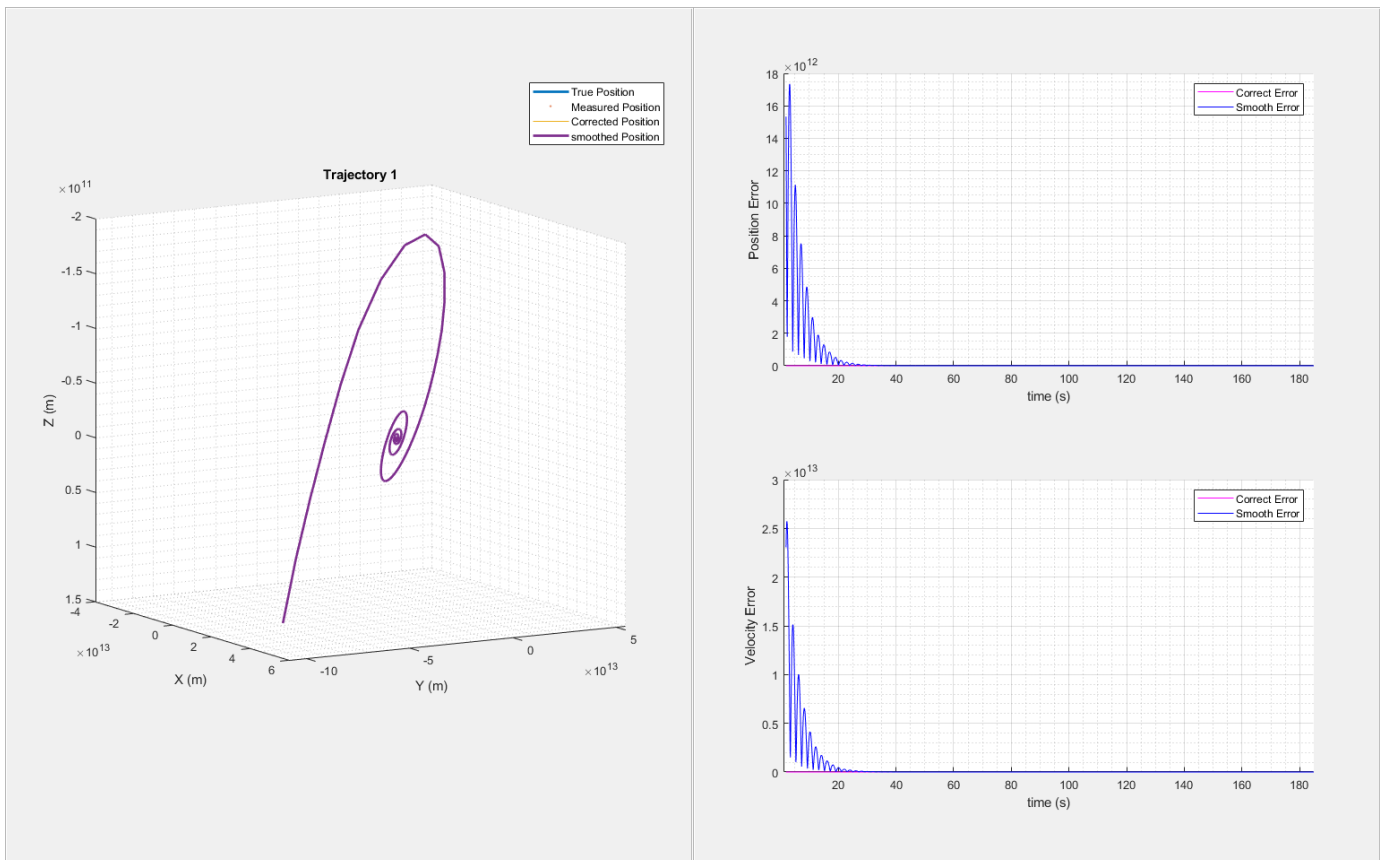 True Position
Measured Position
Corrected Position
smoothed Position
Trajectory 1
×10^11
-2
-1.5
-1
-0.5
0
0.5
1
1.5
Z (m)
-4
-2
0
2
4
6
×10^13
X (m)
-10
-5
0
5
×10^13
Y (m)
×10^12
18
16
14
12
10
8
6
4
2
0
Position Error
Correct Error
Smooth Error
20 40 60 80 100 120 140 160 180
time (s)
×10^13
3
2.5
2
1.5
1
0.5
0
Velocity Error
Correct Error
Smooth Error
20 40 60 80 100 120 140 160 180
time (s)